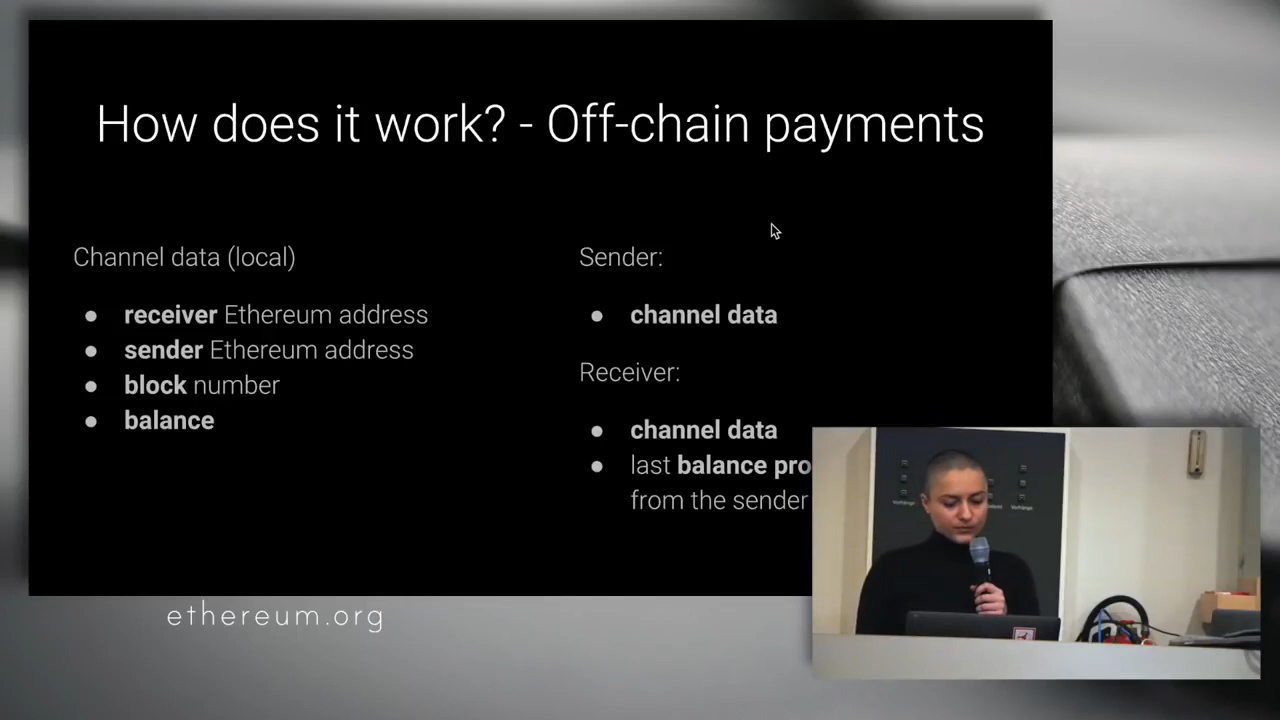 How does it work? - Off-chain payments
Channel data (local)
● receiver Ethereum address
● sender Ethereum address
● block number
● balance
Sender:
● channel data
Receiver:
● channel data
● last balance pro
from the sender
ethereum.org